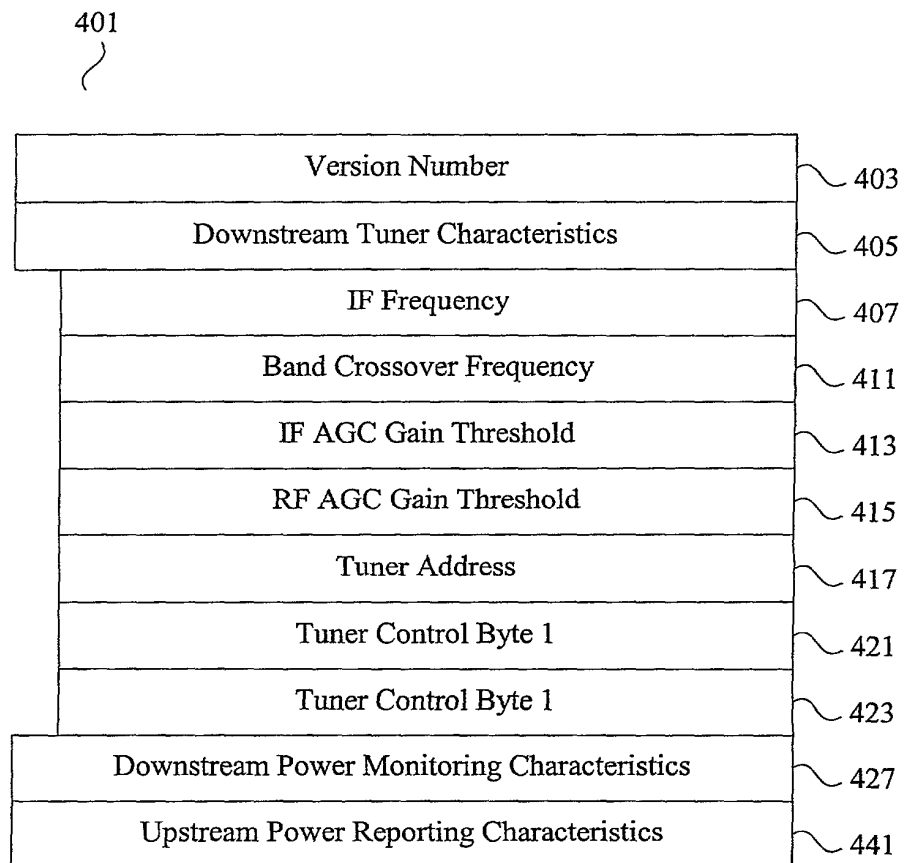 401
Version Number 403
Downstream Tuner Characteristics 405
IF Frequency 407
Band Crossover Frequency 411
IF AGC Gain Threshold 413
RF AGC Gain Threshold 415
Tuner Address 417
Tuner Control Byte 1 421
Tuner Control Byte 1 423
Downstream Power Monitoring Characteristics 427
Upstream Power Reporting Characteristics 441